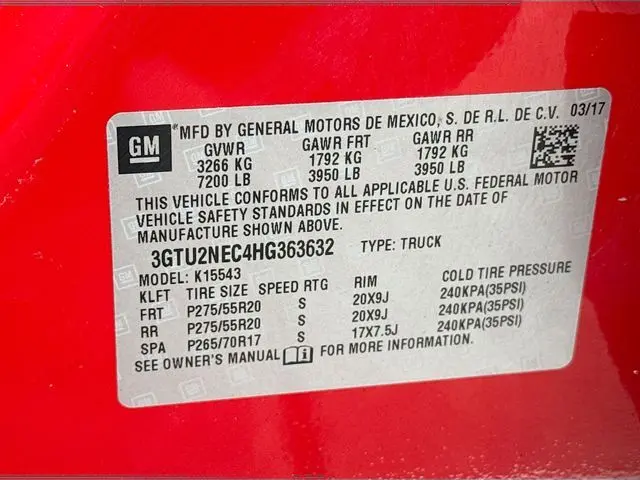 GM
*MFD BY GENERAL MOTORS DE MEXICO, S. DE R.L. DE C.V. 03/17
GVWR GAWR FRT GAWR RR
3266 KG 1792 KG 1792 KG
7200 LB 3950 LB 3950 LB
THIS VEHICLE CONFORMS TO ALL APPLICABLE U.S. FEDERAL MOTOR
VEHICLE SAFETY STANDARDS IN EFFECT ON THE DATE OF
MANUFACTURE SHOWN ABOVE.
3GTU2NEC4HG363632 TYPE: TRUCK
MODEL: K15543
KLFT TIRE SIZE SPEED RTG RIM COLD TIRE PRESSURE
FRT P275/55R20 S 20X9J 240KPA(35PSI)
RR P275/55R20 S 20X9J 240KPA(35PSI)
SPA P265/70R17 S 17X7.5J 240KPA(35PSI)
SEE OWNER'S MANUAL FOR MORE INFORMATION.